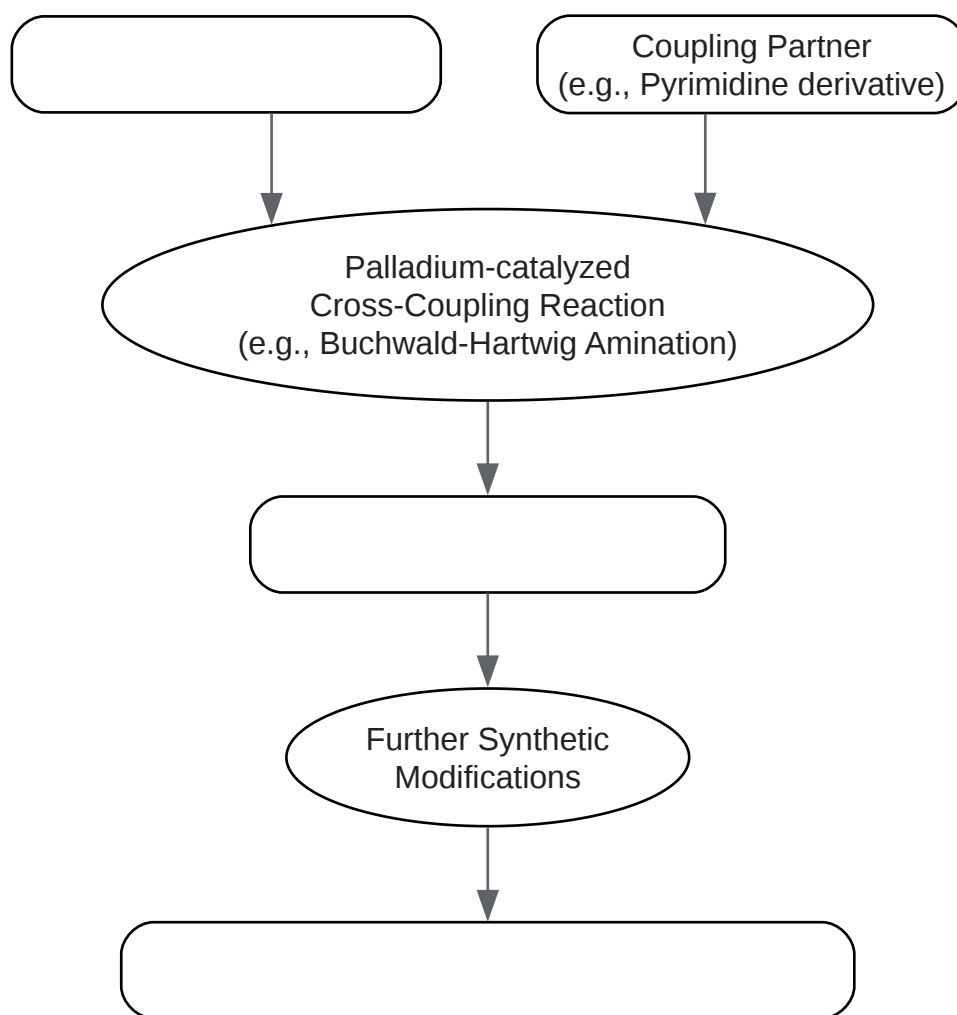 Coupling Partner
(e.g., Pyrimidine derivative)
Palladium-catalyzed
Cross-Coupling Reaction
(e.g., Buchwald-Hartwig Amination)
Further Synthetic
Modifications